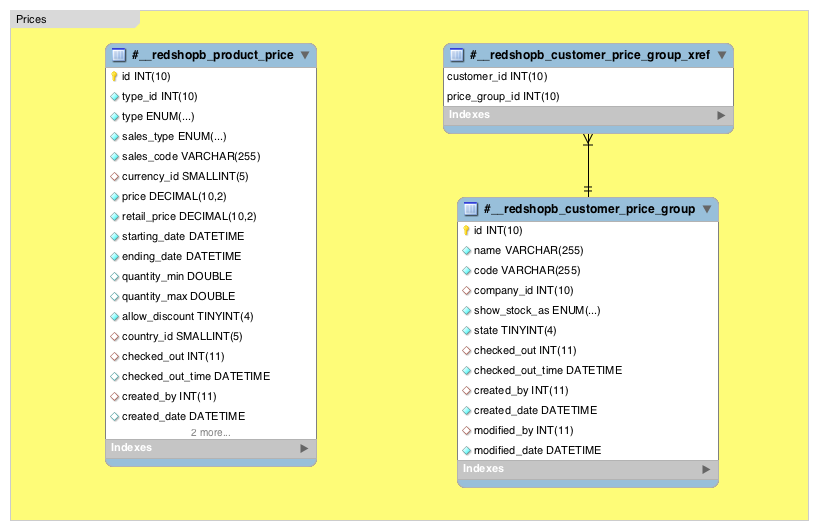 Prices
#__redshopb_product_price
id INT(10)
type_id INT(10)
type ENUM(...)
sales_type ENUM(...)
sales_code VARCHAR(255)
currency_id SMALLINT(5)
price DECIMAL(10,2)
retail_price DECIMAL(10,2)
starting_date DATETIME
ending_date DATETIME
quantity_min DOUBLE
quantity_max DOUBLE
allow_discount TINYINT(4)
country_id SMALLINT(5)
checked_out INT(11)
checked_out_time DATETIME
created_by INT(11)
created_date DATETIME
2 more...
Indexes
#__redshopb_customer_price_group_xref
customer_id INT(10)
price_group_id INT(10)
Indexes
#__redshopb_customer_price_group
id INT(10)
name VARCHAR(255)
code VARCHAR(255)
company_id INT(10)
show_stock_as ENUM(...)
state TINYINT(4)
checked_out INT(11)
checked_out_time DATETIME
created_by INT(11)
created_date DATETIME
modified_by INT(11)
modified_date DATETIME
Indexes